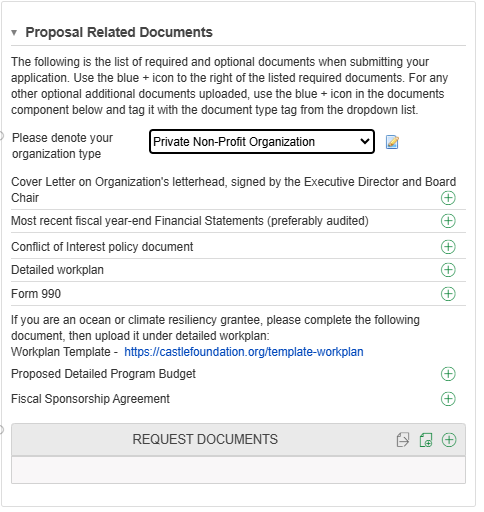 Proposal Related Documents
The following is the list of required and optional documents when submitting your
application. Use the blue + icon to the right of the listed required documents. For any
other optional additional documents uploaded, use the blue + icon in the documents
component below and tag it with the document type tag from the dropdown list.
Please denote your
organization type
Private Non-Profit Organization
Cover Letter on Organization's letterhead, signed by the Executive Director and Board
Chair
Most recent fiscal year-end Financial Statements (preferably audited)
Conflict of Interest policy document
Detailed workplan
Form 990
If you are an ocean or climate resiliency grantee, please complete the following
document, then upload it under detailed workplan:
Workplan Template - https://castlefoundation.org/template-workplan
Proposed Detailed Program Budget
Fiscal Sponsorship Agreement
REQUEST DOCUMENTS